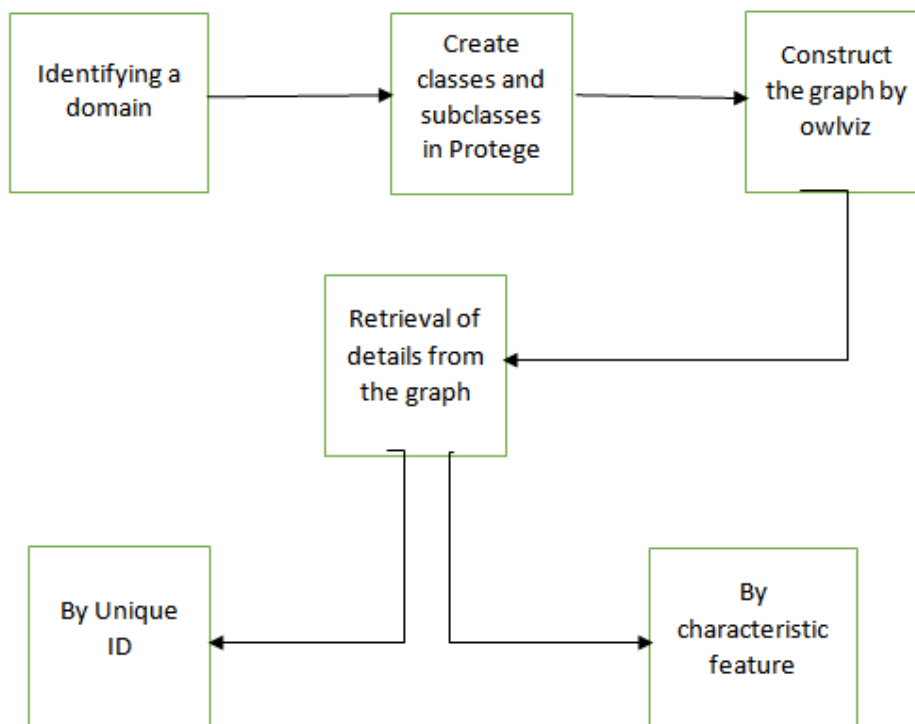 Identifying a
domain
Create
classes and
subclasses
in Protege
Construct
the graph by
owlviz
Retrieval of
details from
the graph
By Unique
ID
By
characteristic
feature